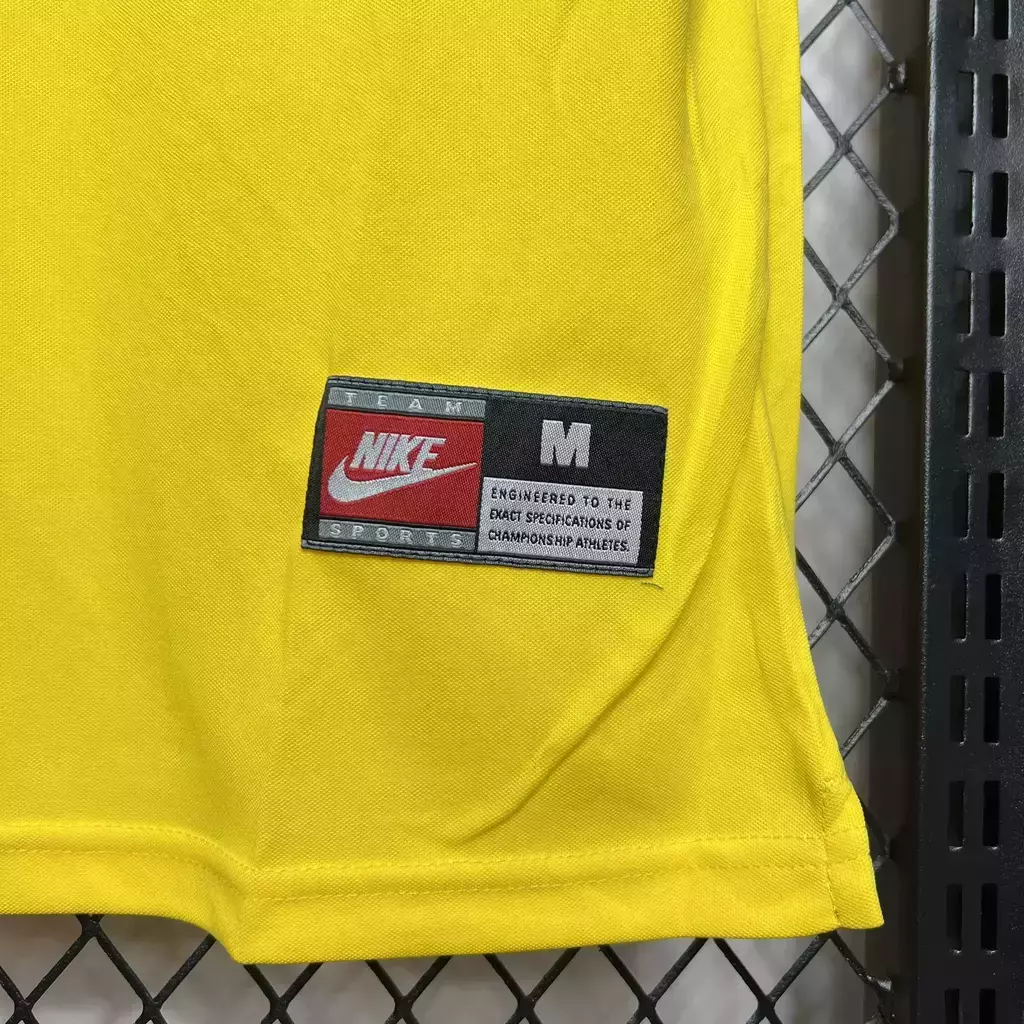 TEAM
NIKE
SPORTS
M
ENGINEERED TO THE
EXACT SPECIFICATIONS OF
CHAMPIONSHIP ATHLETES.